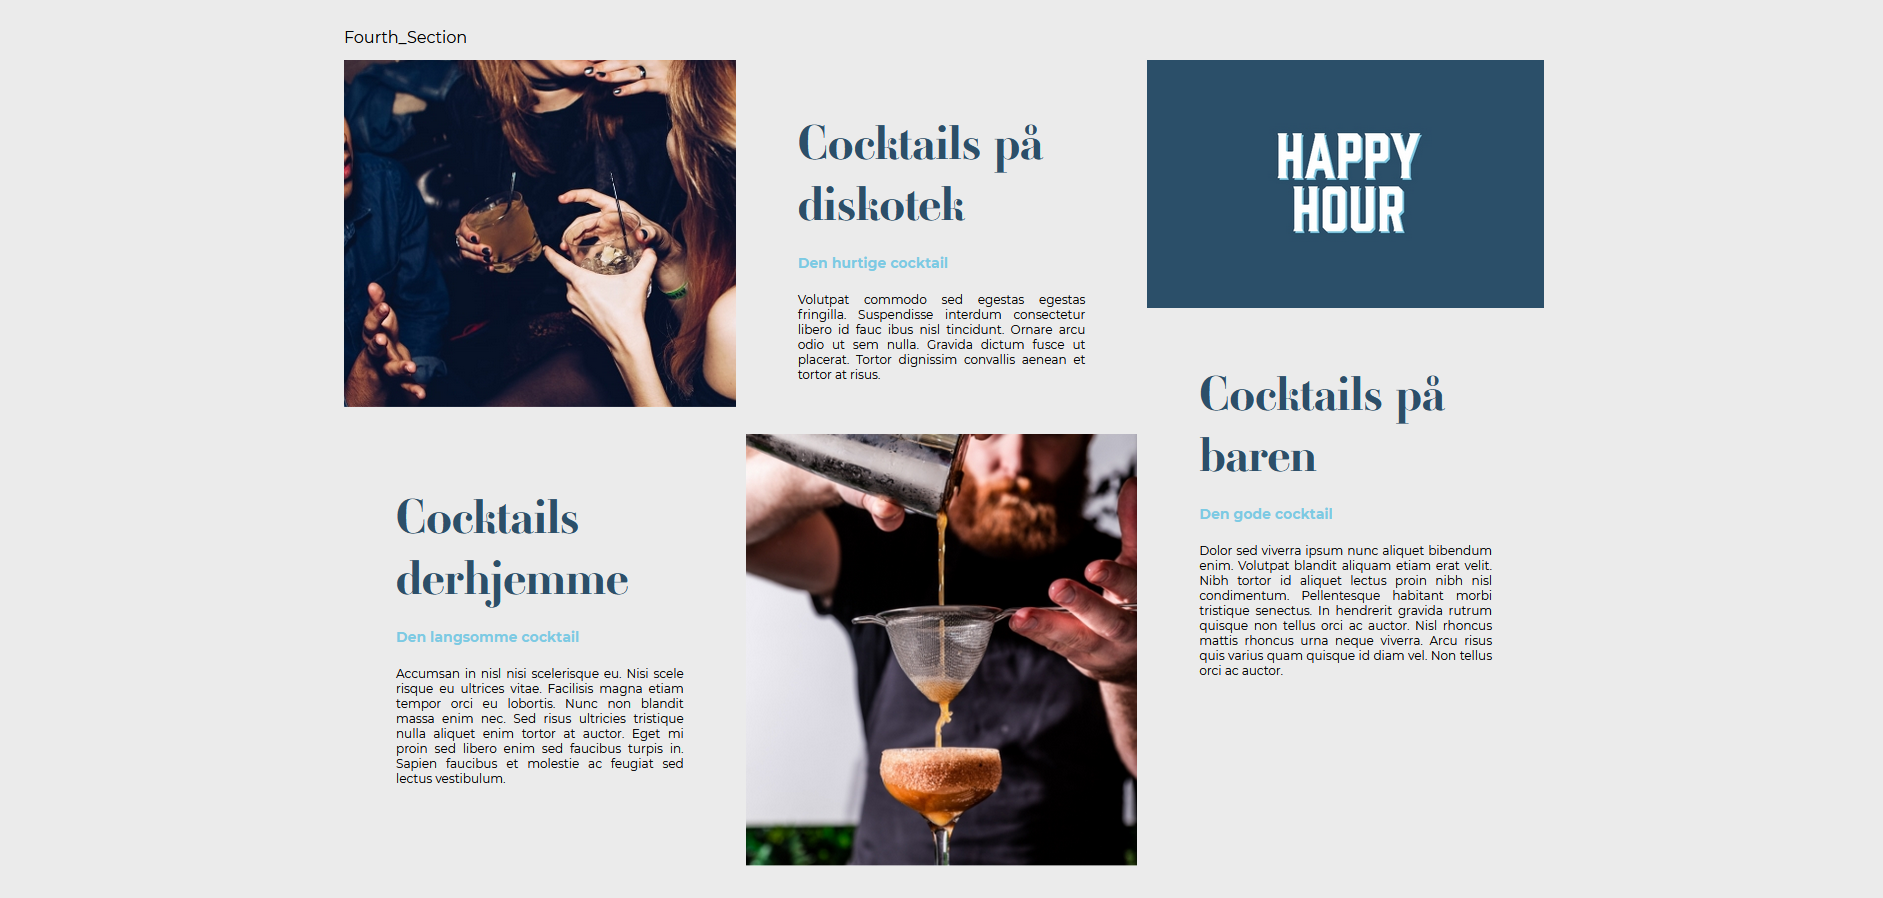 Fourth_Section
Cocktails på
diskotek
Den hurtige cocktail
Volutpat commodo sed egestas egestas
fringilla. Suspendisse interdum consectetur
libero id fauc ibus nisl tincidunt. Ornare arcu
odio ut sem nulla. Gravida dictum fusce ut
placerat. Tortor dignissim convallis aenean et
tortor at risus.
HAPPY
HOUR
Cocktails på
baren
Den gode cocktail
Dolor sed viverra ipsum nunc aliquet bibendum
enim. Volutpat blandit aliquam etiam erat velit.
Nibh tortor id aliquet lectus proin nibh nisl
condimentum. Pellentesque habitant morbi
tristique senectus. In hendrerit gravida rutrum
quisque non tellus orci ac auctor. Nisl rhoncus
mattis rhoncus urna neque viverra. Arcu risus
quis varius quam quisque id diam vel. Non tellus
orci ac auctor.
Cocktails
derhjemme
Den langsomme cocktail
Accumsan in nisl nisi scelerisque eu. Nisi scele
risque eu ultrices vitae. Facilisis magna etiam
tempor orci eu lobortis. Nunc non blandit
massa enim nec. Sed risus ultricies tristique
nulla aliquet enim tortor at auctor. Eget mi
proin sed libero enim sed faucibus turpis in.
Sapien faucibus et molestie ac feugiat sed
lectus vestibulum.